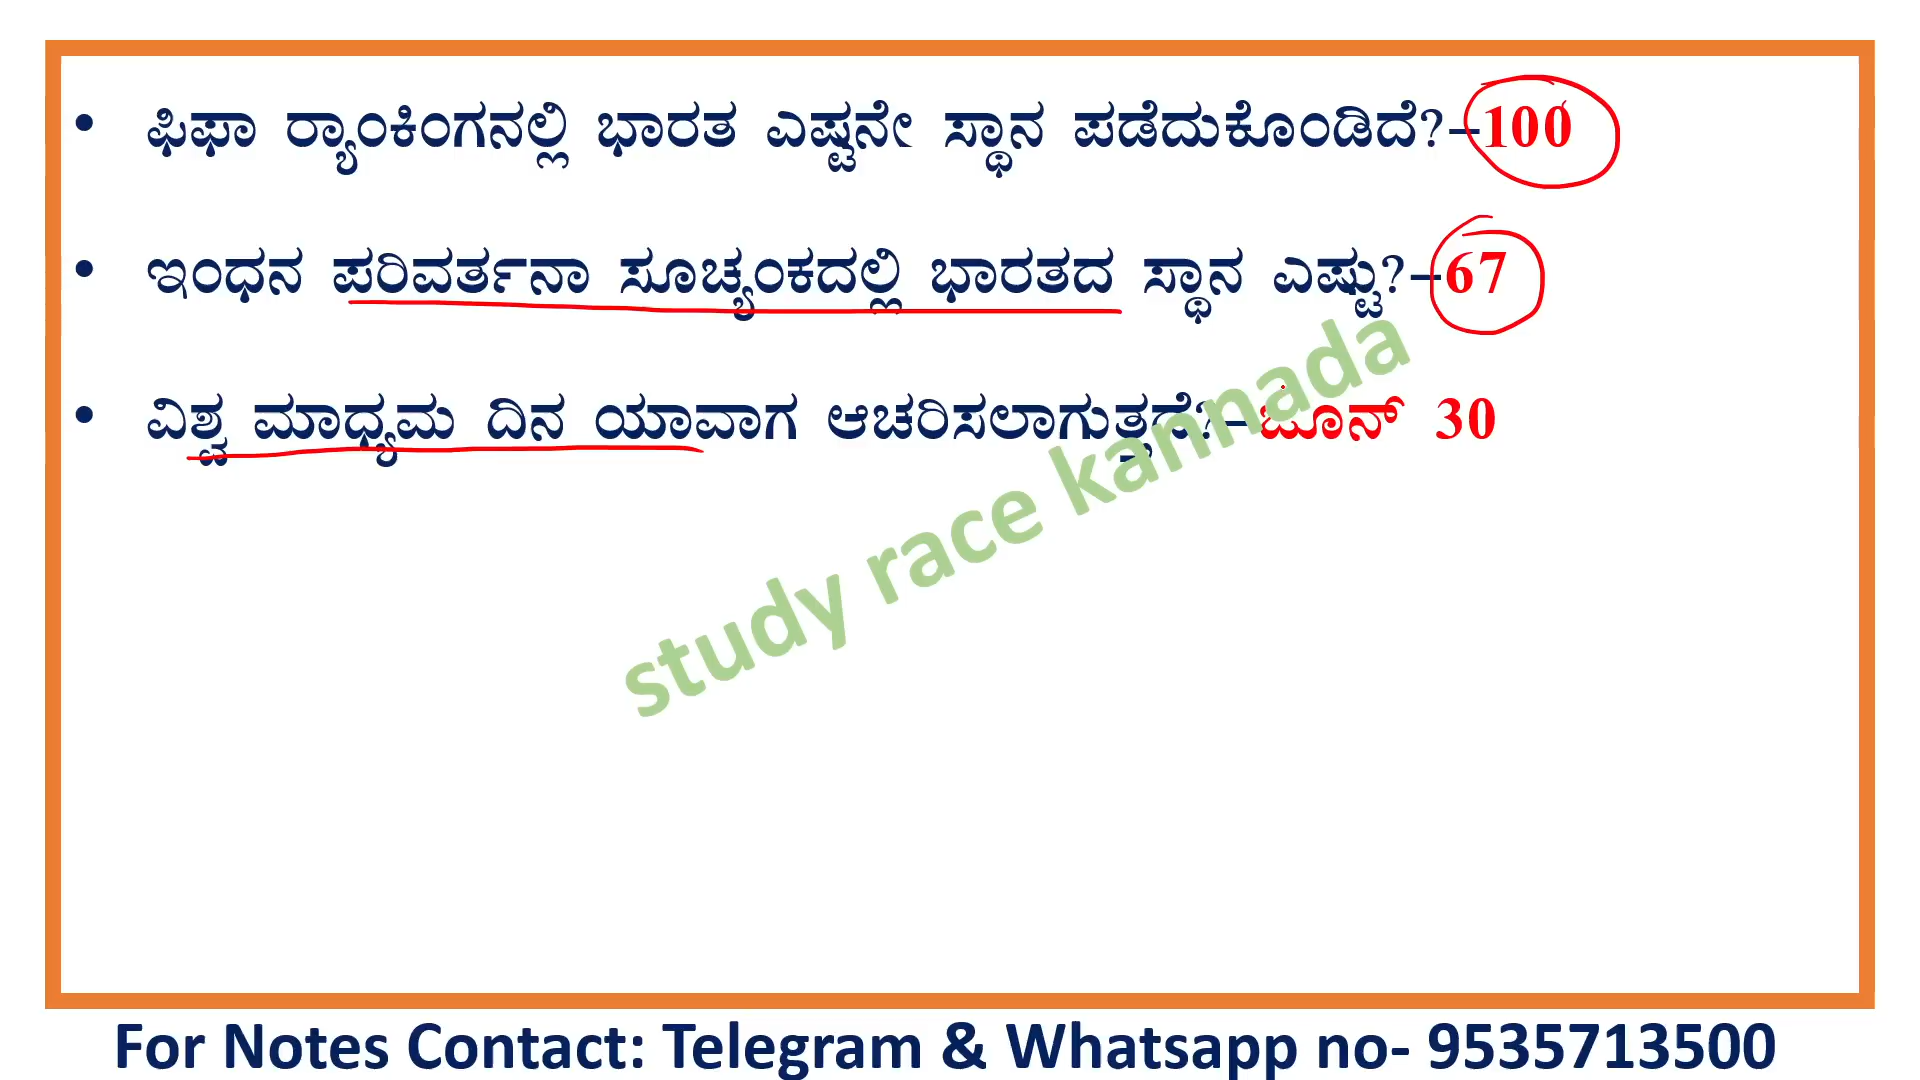 • ಫಿಫಾ ರ‍್ಯಾಂಕಿಂಗನಲ್ಲಿ ಭಾರತ ಎಷ್ಟನೇ ಸ್ಥಾನ ಪಡೆದುಕೊಂಡಿದೆ?–100
• ಇಂಧನ ಪರಿವರ್ತನಾ ಸೂಚ್ಯಂಕದಲ್ಲಿ ಭಾರತದ ಸ್ಥಾನ ಎಷ್ಟು?–67
• ವಿಶ್ವ ಮಾಧ್ಯಮ ದಿನ ಯಾವಾಗ ಆಚರಿಸಲಾಗುತ್ತದೆ?–ಜೂನ್ 30
study race kannada
For Notes Contact: Telegram & Whatsapp no- 9535713500